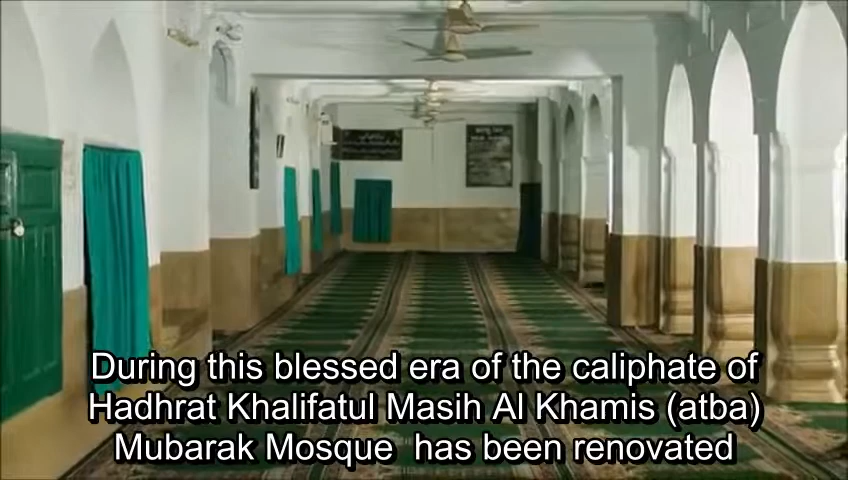 During this blessed era of the caliphate of
Hadhrat Khalifatul Masih Al Khamis (atba)
Mubarak Mosque has been renovated